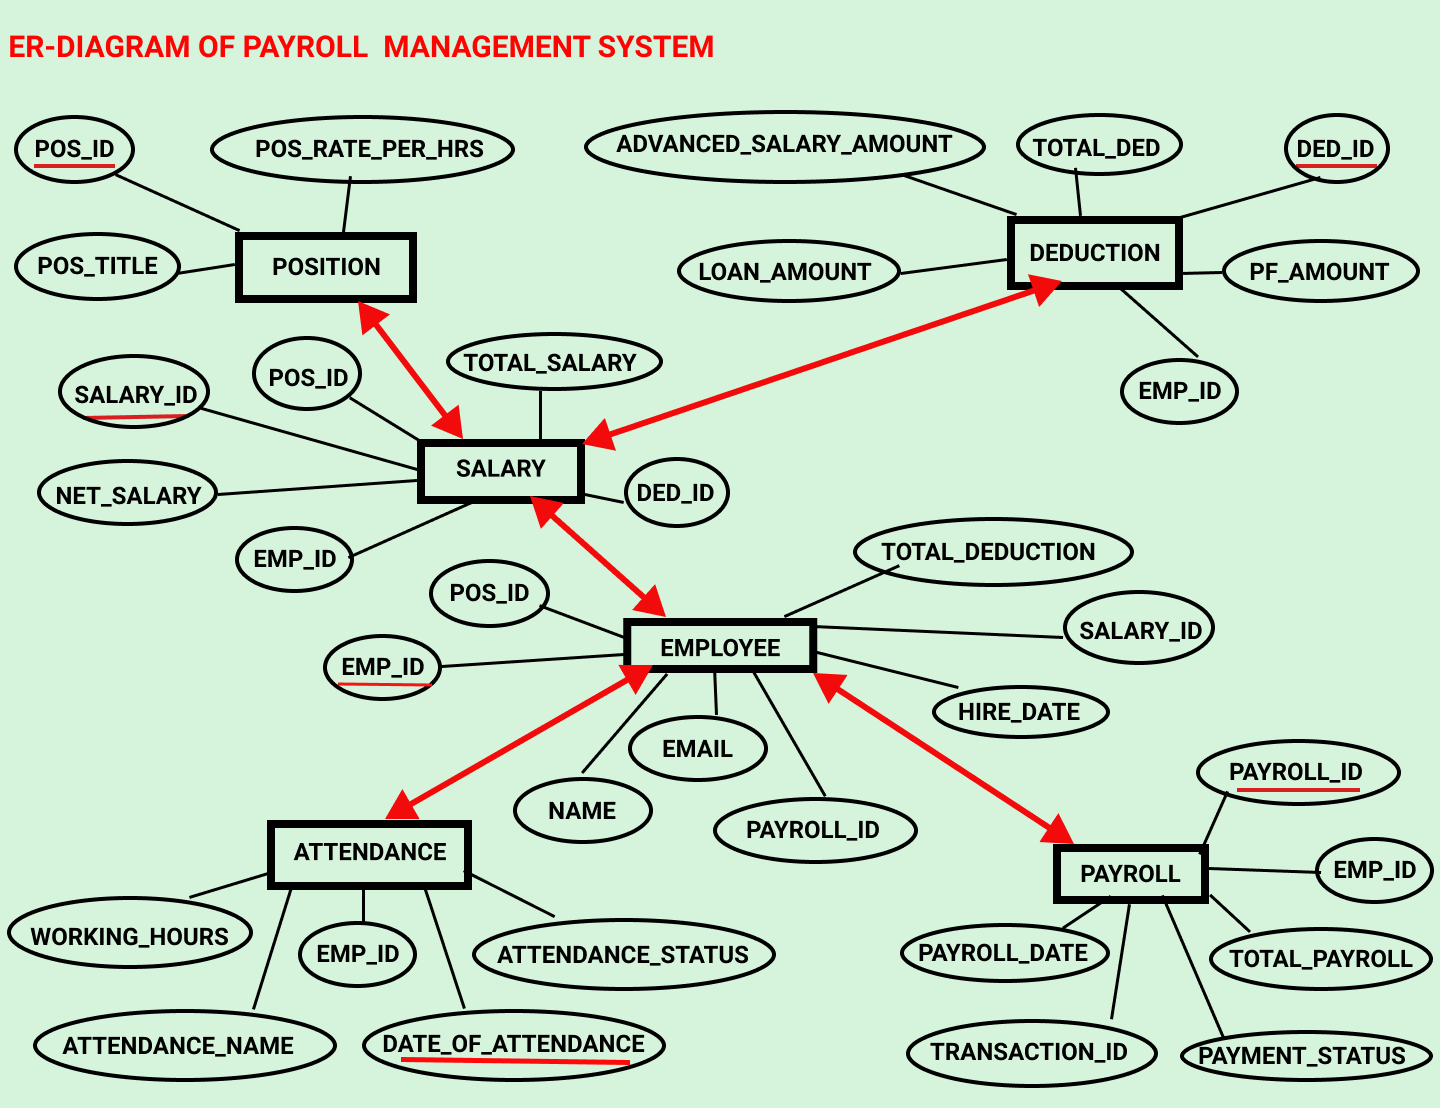 ER-DIAGRAM OF PAYROLL  MANAGEMENT SYSTEM
POS_ID
POS_RATE_PER_HRS
ADVANCED_SALARY_AMOUNT
TOTAL_DED
DED_ID
POS_TITLE
POSITION
LOAN_AMOUNT
DEDUCTION
PF_AMOUNT
SALARY_ID
POS_ID
TOTAL_SALARY
EMP_ID
NET_SALARY
SALARY
DED_ID
EMP_ID
POS_ID
TOTAL_DEDUCTION
EMP_ID
EMPLOYEE
SALARY_ID
HIRE_DATE
EMAIL
NAME
PAYROLL_ID
PAYROLL_ID
ATTENDANCE
PAYROLL
EMP_ID
WORKING_HOURS
EMP_ID
ATTENDANCE_STATUS
PAYROLL_DATE
TOTAL_PAYROLL
ATTENDANCE_NAME
DATE_OF_ATTENDANCE
TRANSACTION_ID
PAYMENT_STATUS